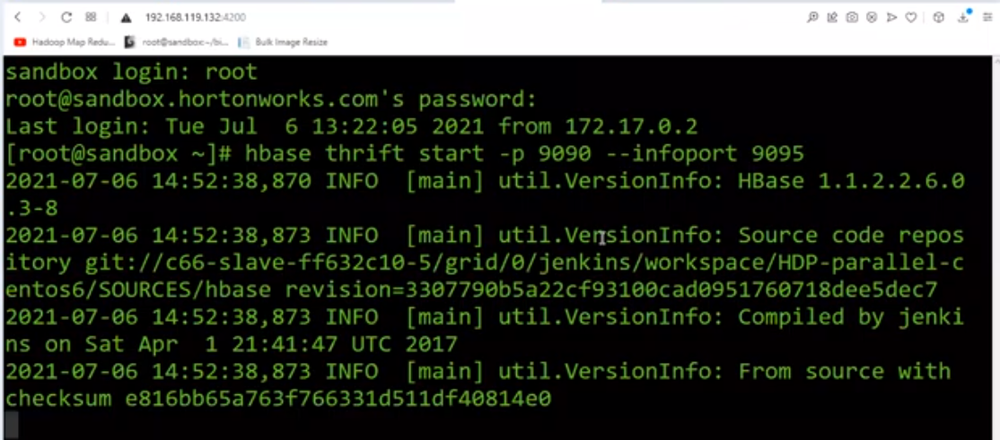 192.168.119.132:4200
Hadoop Map Redu... root@sandbox:~/bi... Bulk Image Resize
sandbox login: root
root@sandbox.hortonworks.com's password:
Last login: Tue Jul  6 13:22:05 2021 from 172.17.0.2
[root@sandbox ~]# hbase thrift start -p 9090 --infoport 9095
2021-07-06 14:52:38,870 INFO  [main] util.VersionInfo: HBase 1.1.2.2.6.0
.3-8
2021-07-06 14:52:38,873 INFO  [main] util.VersionInfo: Source code repos
itory git://c66-slave-ff632c10-5/grid/0/jenkins/workspace/HDP-parallel-c
entos6/SOURCES/hbase revision=3307790b5a22cf93100cad0951760718dee5dec7
2021-07-06 14:52:38,873 INFO  [main] util.VersionInfo: Compiled by jenki
ns on Sat Apr  1 21:41:47 UTC 2017
2021-07-06 14:52:38,873 INFO  [main] util.VersionInfo: From source with
checksum e816bb65a763f766331d511df40814e0